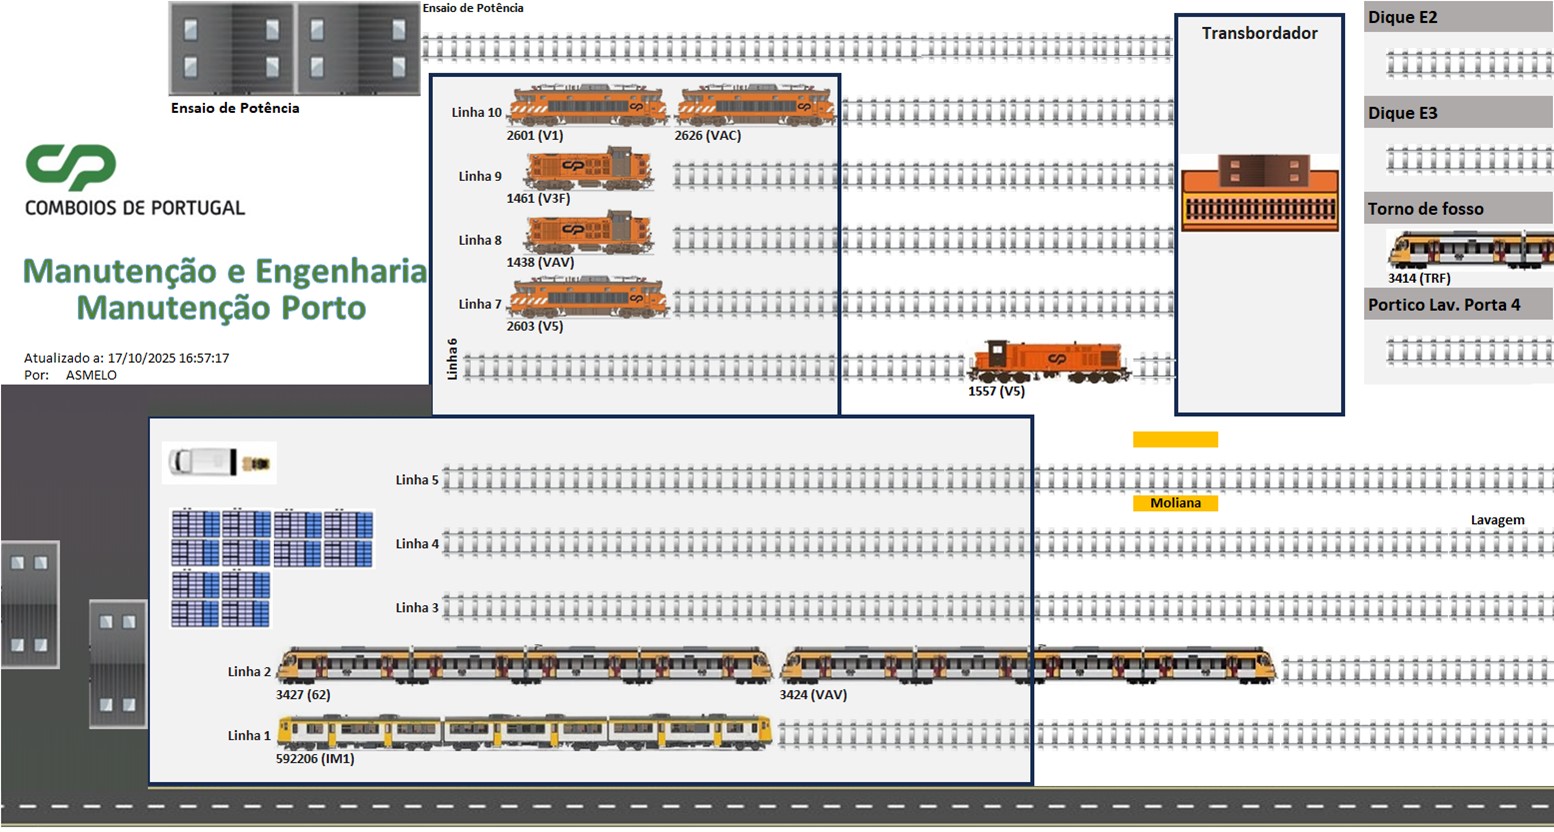 Ensaio de Potência
Ensaio de Potência
Transbordador
Dique E2
Dique E3
Torno de fosso
3414 (TRF)
Portico Lav. Porta 4
CP
COMBOIOS DE PORTUGAL
Manutenção e Engenharia
Manutenção Porto
Atualizado a: 17/10/2025 16:57:17
Por: ASMELO
Linha 10
2601 (V1)
2626 (VAC)
Linha 9
1461 (V3F)
Linha 8
1438 (VAV)
Linha 7
2603 (V5)
Linha 6
1557 (V5)
Linha 5
Moliana
Lavagem
Linha 4
Linha 3
Linha 2
3427 (62)
3424 (VAV)
Linha 1
592206 (IM1)